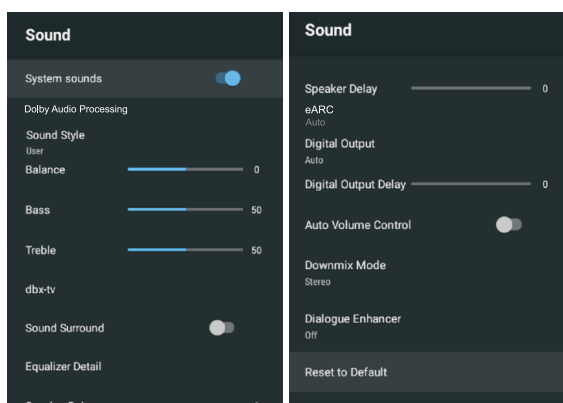 Sound
System sounds
Dolby Audio Processing
Sound Style
User
Balance 0
Bass 50
Treble 50
dbx-tv
Sound Surround
Equalizer Detail
Sound
Speaker Delay 0
eARC
Auto
Digital Output
Auto
Digital Output Delay 0
Auto Volume Control
Downmix Mode
Stereo
Dialogue Enhancer
Off
Reset to Default